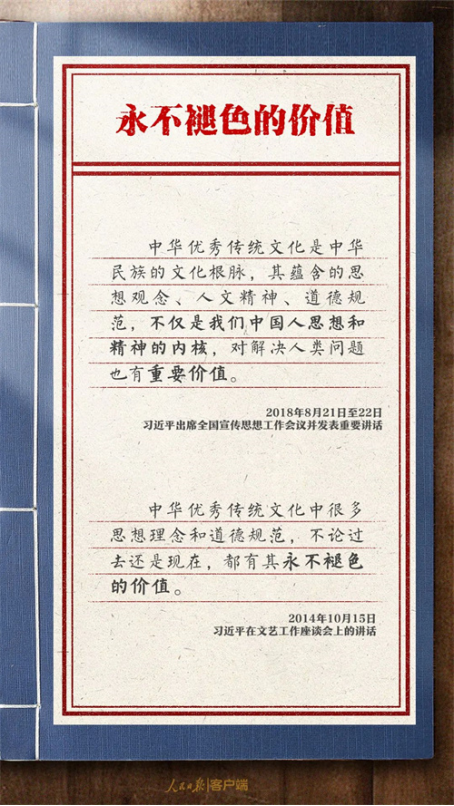 永不褪色的价值
中华优秀传统文化是中华
民族的文化根脉，其蕴含的思
想观念、人文精神、道德规
范，不仅是我们中国人思想和
精神的内核，对解决人类问题
也有重要价值。
2018年8月21日至22日
习近平出席全国宣传思想工作会议并发表重要讲话
中华优秀传统文化中很多
思想理念和道德规范，不论过
去还是现在，都有其永不褪色
的价值。
2014年10月15日
习近平在文艺工作座谈会上的讲话
人民日报|客户端